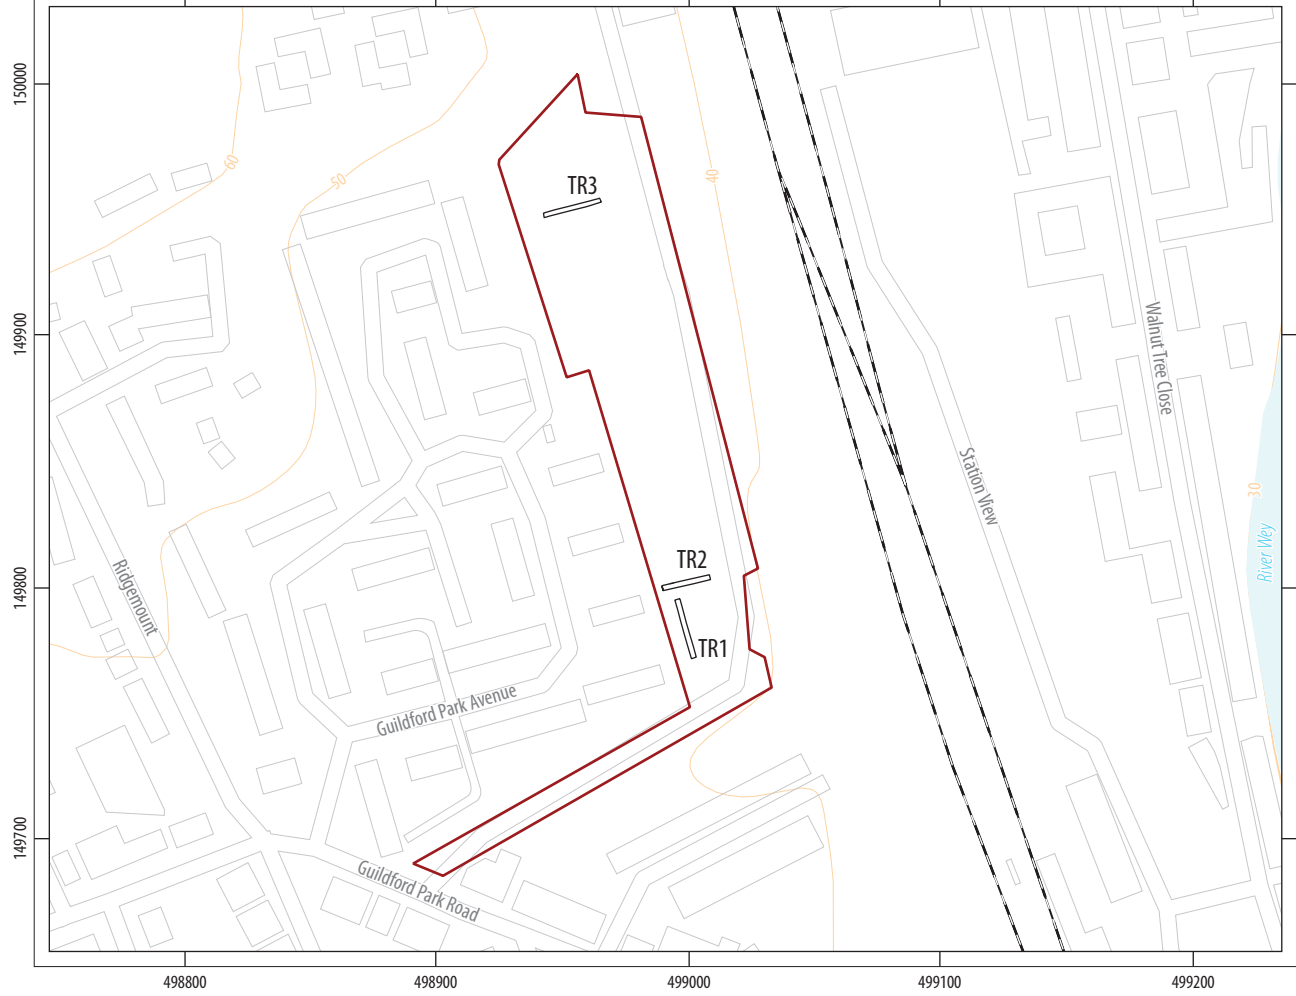 150000
149900
149800
149700
498800
498900
499000
499100
499200
60
50
40
30
TR3
TR2
TR1
Walnut Tree Close
Station View
River Wey
Ridgemount
Guildford Park Avenue
Guildford Park Road